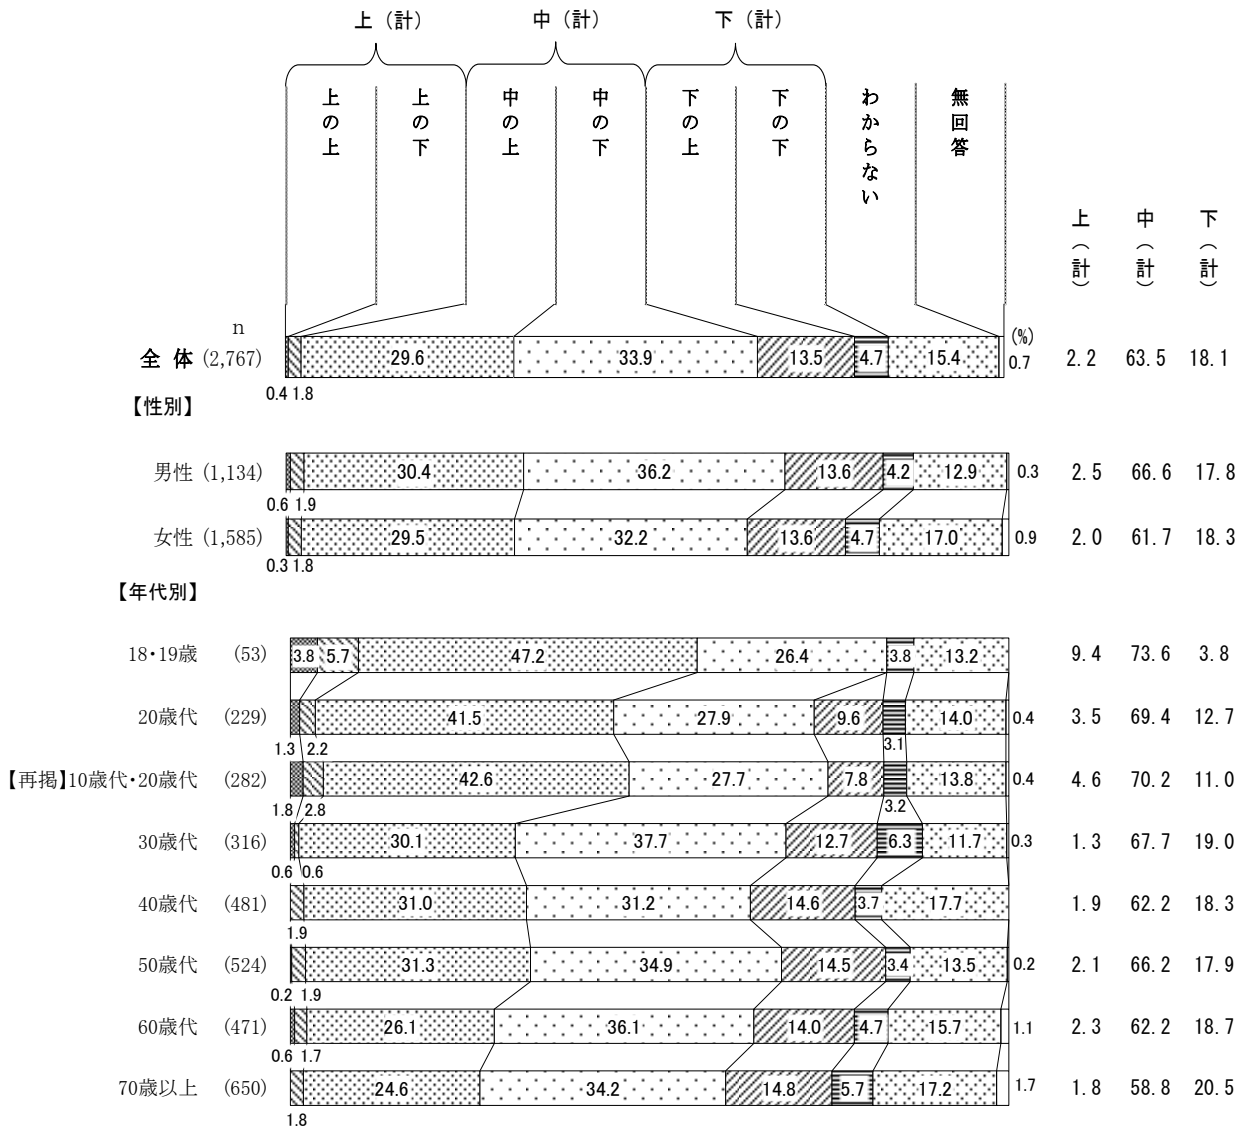 上（計） 中（計） 下（計）
上の上 上の下 中の上 中の下 下の上 下の下 わからない 無回答
上（計） 中（計） 下（計）
n (%)
全 体 (2,767) 29.6 33.9 13.5 4.7 15.4 0.7 2.2 63.5 18.1
0.4 1.8
【性別】
男性 (1,134) 30.4 36.2 13.6 4.2 12.9 0.3 2.5 66.6 17.8
0.6 1.9
女性 (1,585) 29.5 32.2 13.6 4.7 17.0 0.9 2.0 61.7 18.3
0.3 1.8
【年代別】
18・19歳 (53) 3.8 5.7 47.2 26.4 3.8 13.2 9.4 73.6 3.8
20歳代 (229) 41.5 27.9 9.6 14.0 0.4 3.5 69.4 12.7
1.3 2.2 3.1
【再掲】10歳代・20歳代 (282) 42.6 27.7 7.8 13.8 0.4 4.6 70.2 11.0
1.8 2.8 3.2
30歳代 (316) 30.1 37.7 12.7 6.3 11.7 0.3 1.3 67.7 19.0
0.6 0.6
40歳代 (481) 31.0 31.2 14.6 3.7 17.7 1.9 62.2 18.3
1.9
50歳代 (524) 31.3 34.9 14.5 3.4 13.5 0.2 2.1 66.2 17.9
0.2 1.9
60歳代 (471) 26.1 36.1 14.0 4.7 15.7 1.1 2.3 62.2 18.7
0.6 1.7
70歳以上 (650) 24.6 34.2 14.8 5.7 17.2 1.7 1.8 58.8 20.5
1.8